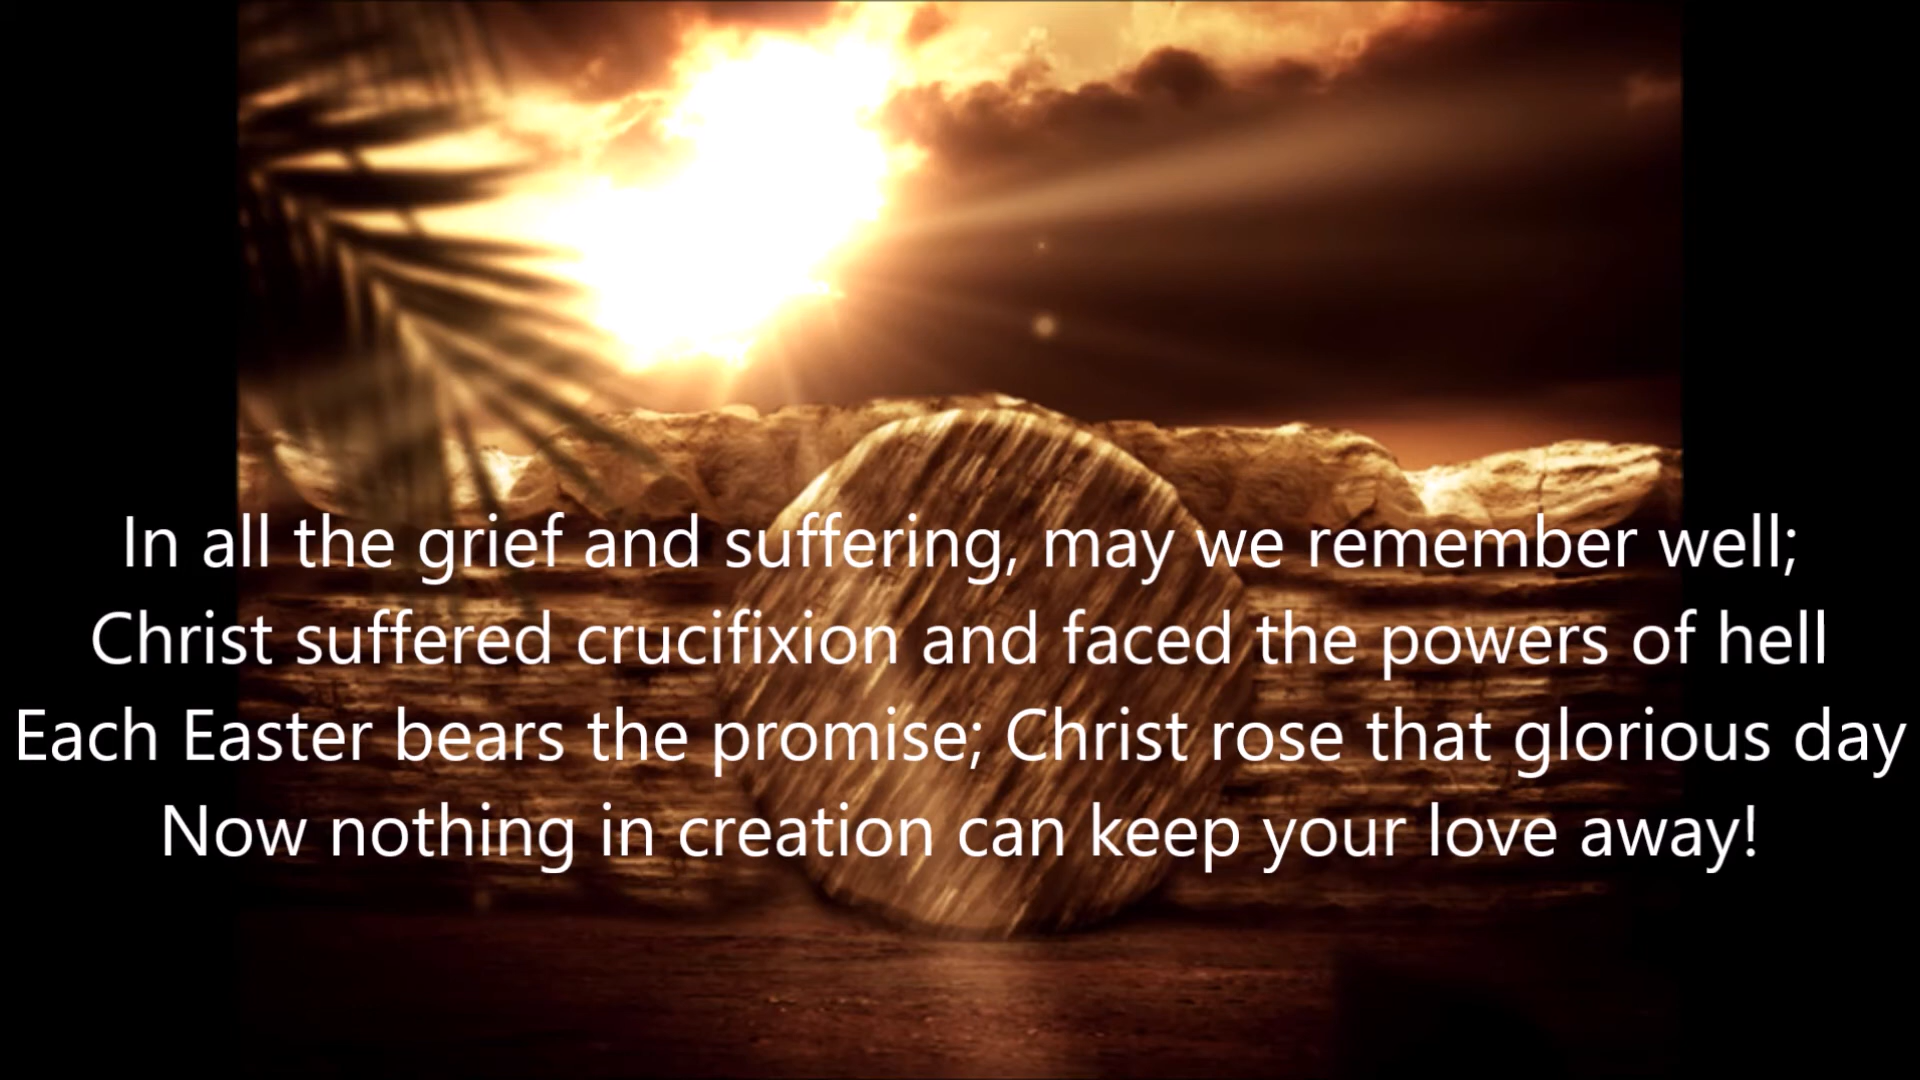 In all the grief and suffering, may we remember well;
Christ suffered crucifixion and faced the powers of hell
Each Easter bears the promise; Christ rose that glorious day
Now nothing in creation can keep your love away!